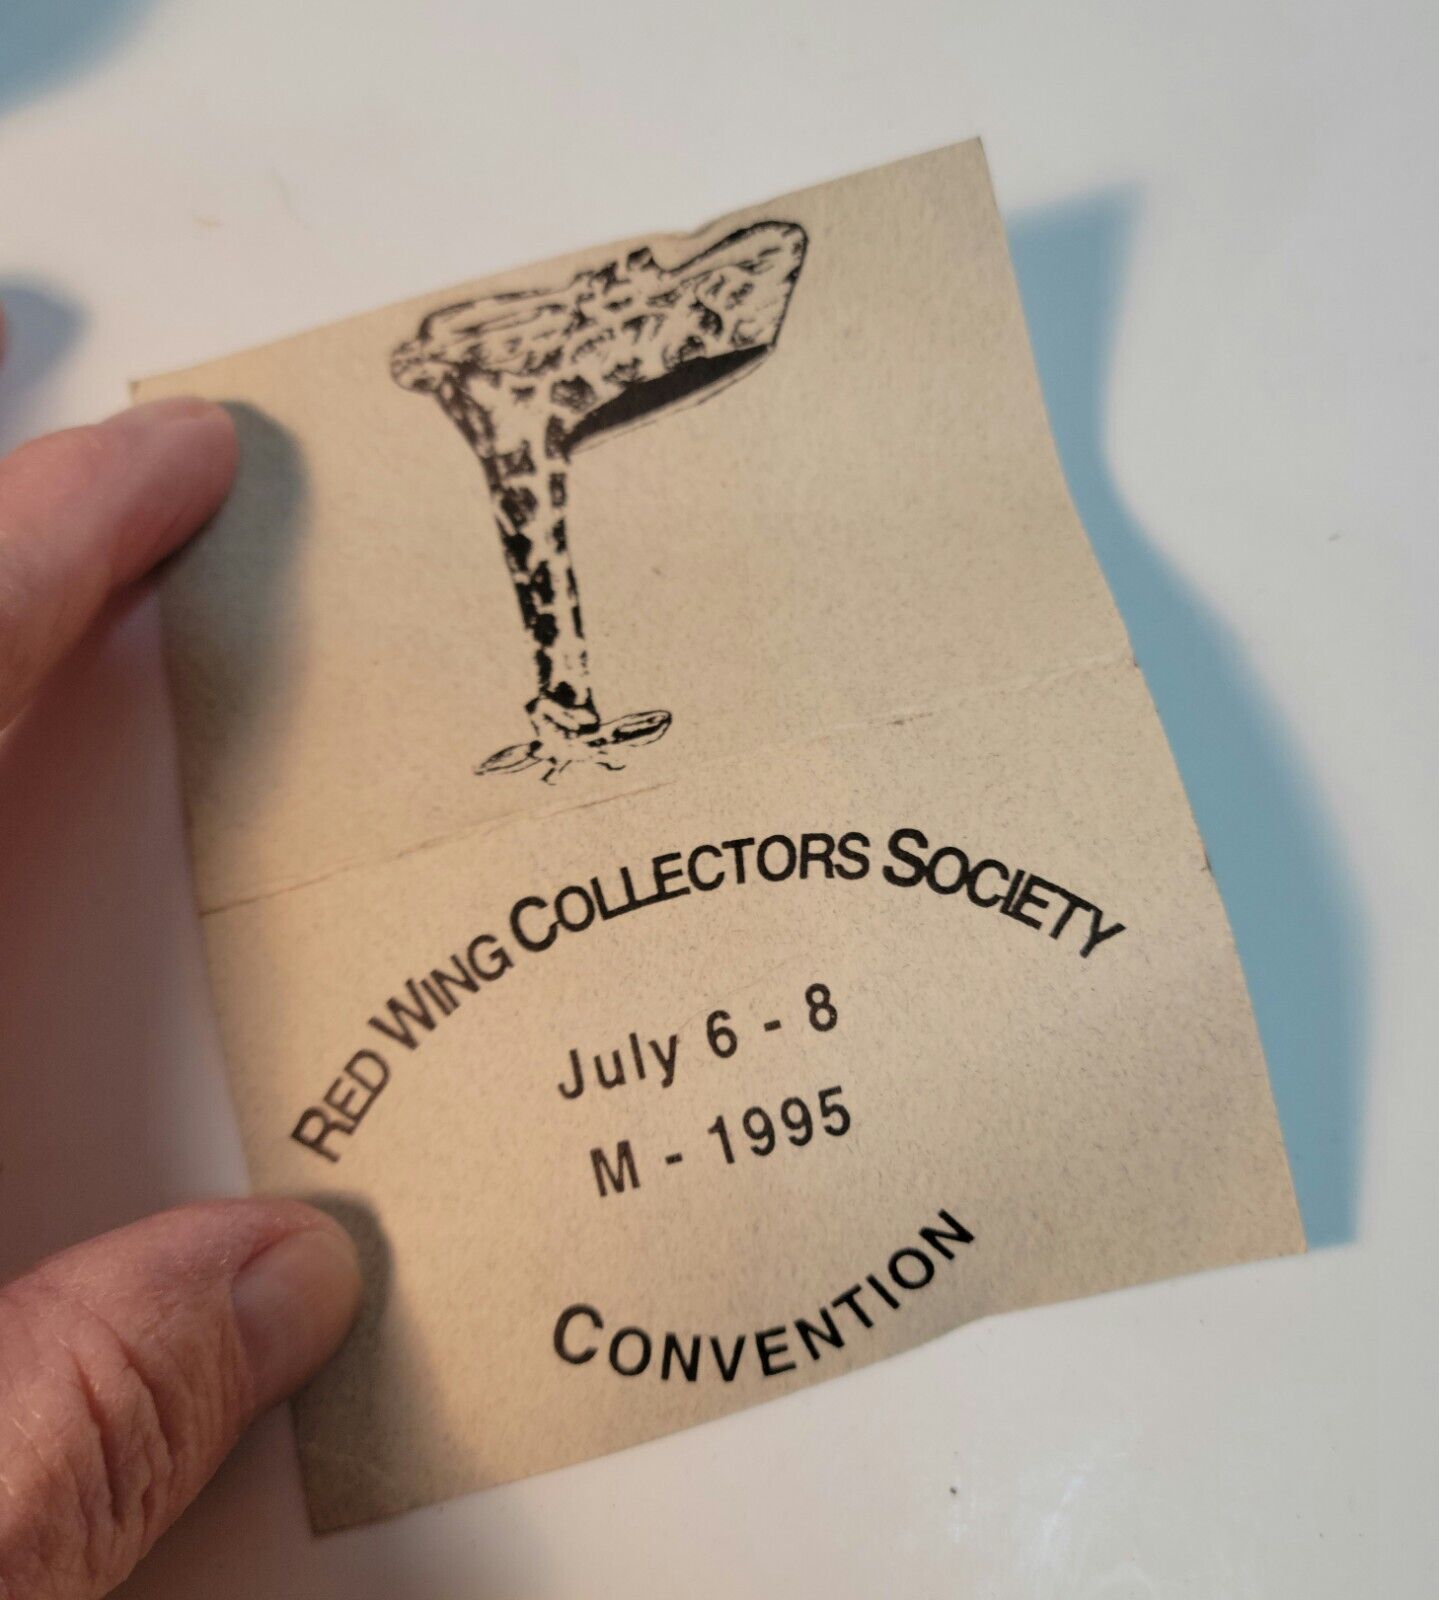 RED WING COLLECTORS SOCIETY
July 6 - 8
M - 1995
CONVENTION